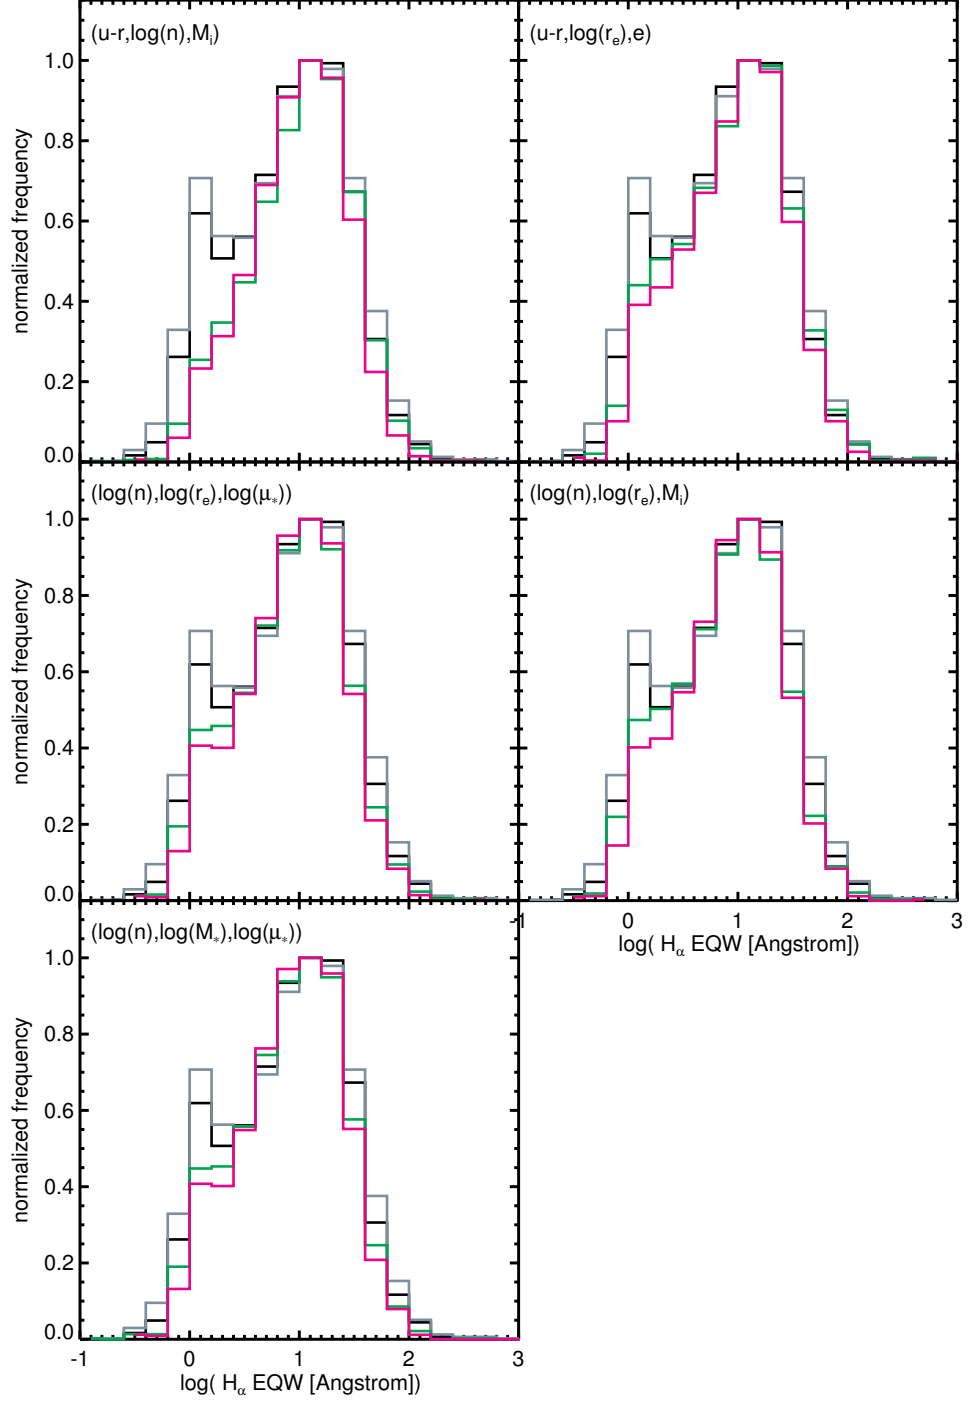 (u-r,log(n),Mᵢ)
(u-r,log(rₑ),e)
1.0
0.8
0.6
0.4
0.2
0.0
normalized frequency
(log(n),log(rₑ),log(μ*))
(log(n),log(rₑ),Mᵢ)
1.0
0.8
0.6
0.4
0.2
0.0
normalized frequency
-1 0 1 2 3
log( Hα EQW [Angstrom])
(log(n),log(M*),log(μ*))
1.0
0.8
0.6
0.4
0.2
0.0
normalized frequency
-1 0 1 2 3
log( Hα EQW [Angstrom])